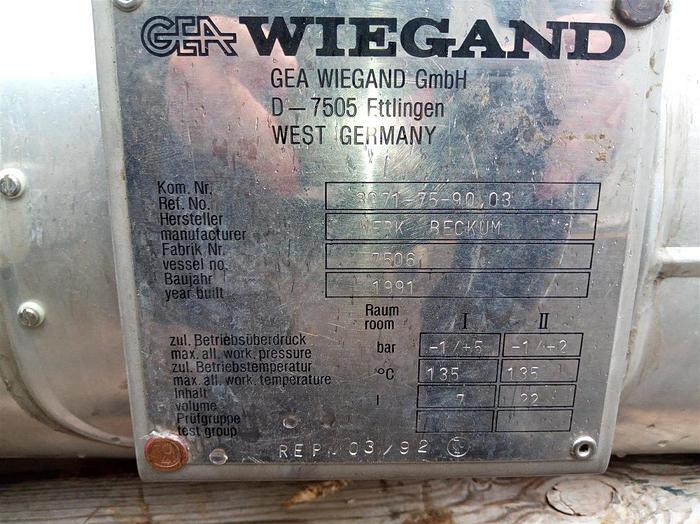 GEA WIEGAND
GEA WIEGAND GmbH
D-7505 Ettlingen
WEST GERMANY
Kom. Nr.
Ref. No. 8071-75-90.03
Hersteller
manufacturer WERK BECKUM
Fabrik Nr.
vessel no. 7506
Baujahr
year built 1991
Raum
room I II
zul. Betriebsüberdruck
max. all. work. pressure bar -1/+5 -1/+2
zul. Betriebstemperatur
max. all. work. temperature °C 135 135
Inhalt
volume l 7 22
Prüfgruppe
test group
REP. 03/92